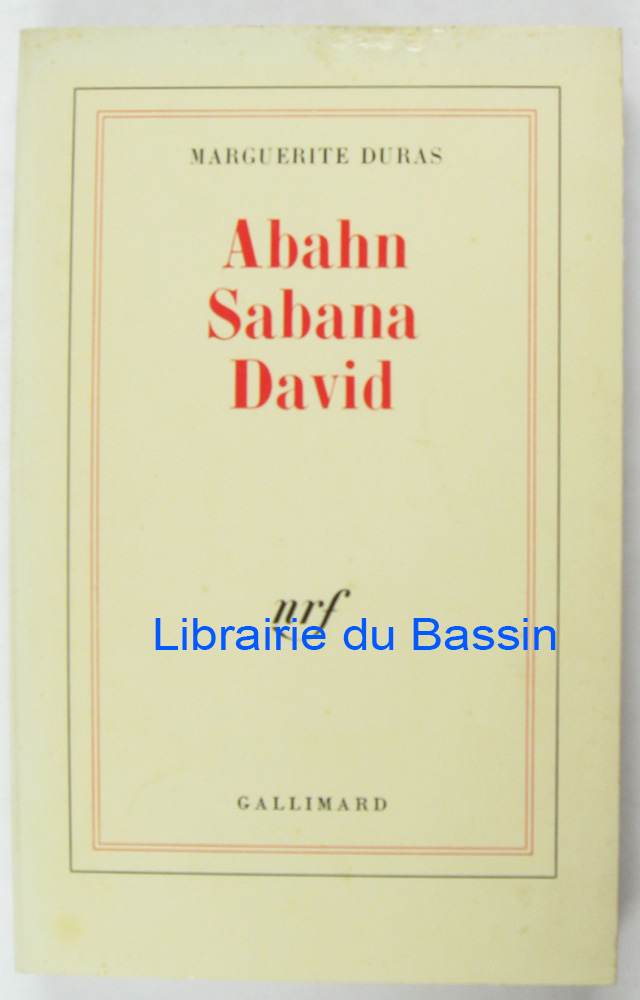 MARGUERITE DURAS
Abahn
Sabana
David
nrf
Librairie du Bassin
GALLIMARD